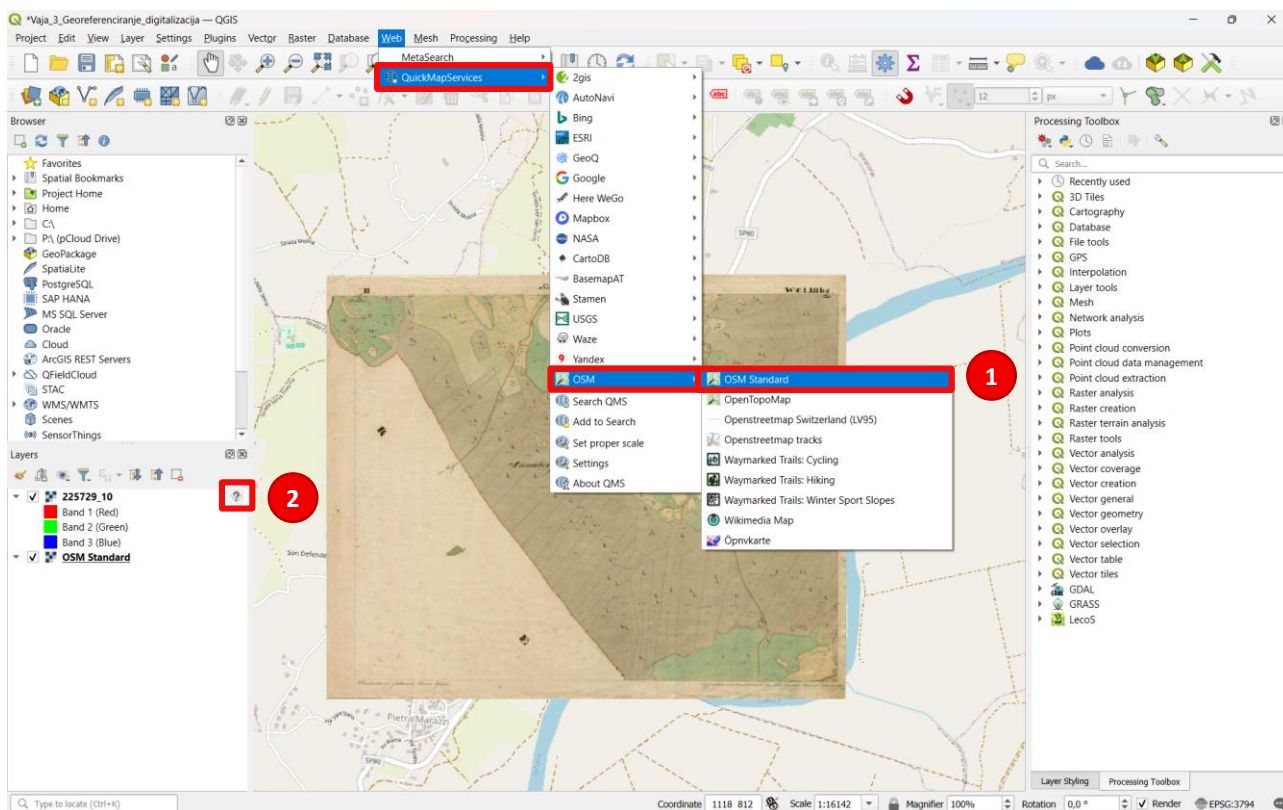 *Vaja_3_Georeferenciranje_digitalizacija — QGIS
Project Edit View Layer Settings Plugins Vector Raster Database Web Mesh Processing Help
MetaSearch
QuickMapServices
2gis
AutoNavi
Bing
ESRI
GeoQ
Google
Here WeGo
Mapbox
NASA
CartoDB
BasemapAT
Stamen
USGS
Waze
Yandex
OSM
Search QMS
Add to Search
Set proper scale
Settings
About QMS
OSM Standard
OpenTopoMap
Openstreetmap Switzerland (LV95)
Openstreetmap tracks
Waymarked Trails: Cycling
Waymarked Trails: Hiking
Waymarked Trails: Winter Sport Slopes
Wikimedia Map
Öpnvkarte
1
2
abc
12
px
Browser
Favorites
Spatial Bookmarks
Project Home
Home
C:\
P:\ (pCloud Drive)
GeoPackage
SpatiaLite
PostgreSQL
SAP HANA
MS SQL Server
Oracle
Cloud
ArcGIS REST Servers
QFieldCloud
STAC
WMS/WMTS
Scenes
SensorThings
Layers
225729_10
?
Band 1 (Red)
Band 2 (Green)
Band 3 (Blue)
OSM Standard
SP80
San Defendente
Pietra Marazzi
SP80
Processing Toolbox
Search...
Recently used
3D Tiles
Cartography
Database
File tools
GPS
Interpolation
Layer tools
Mesh
Network analysis
Plots
Point cloud conversion
Point cloud data management
Point cloud extraction
Raster analysis
Raster creation
Raster terrain analysis
Raster tools
Vector analysis
Vector coverage
Vector creation
Vector general
Vector geometry
Vector overlay
Vector selection
Vector table
Vector tiles
GDAL
GRASS
LecoS
Layer Styling Processing Toolbox
Type to locate (Ctrl+K)
Coordinate 1118 812 Scale 1:16142 Magnifier 100% Rotation 0,0 ° Render EPSG:3794